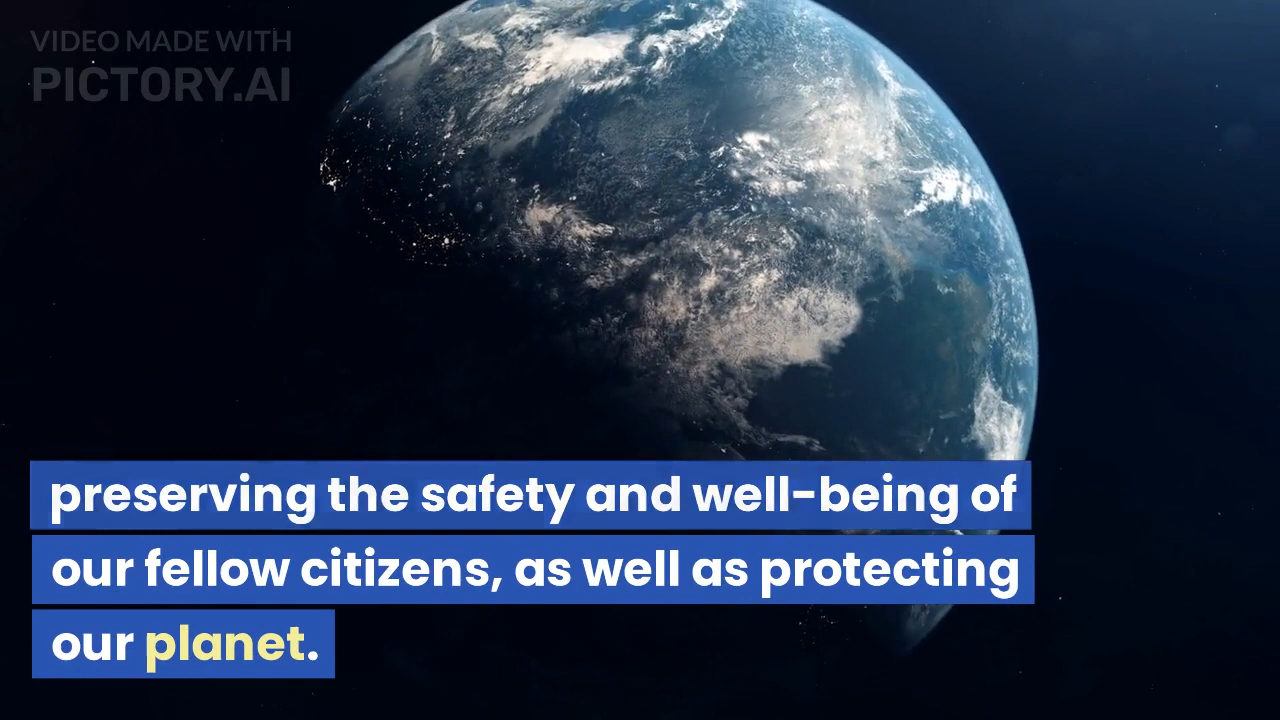 VIDEO MADE WITH
PICTORY.AI
preserving the safety and well-being of
our fellow citizens, as well as protecting
our planet.